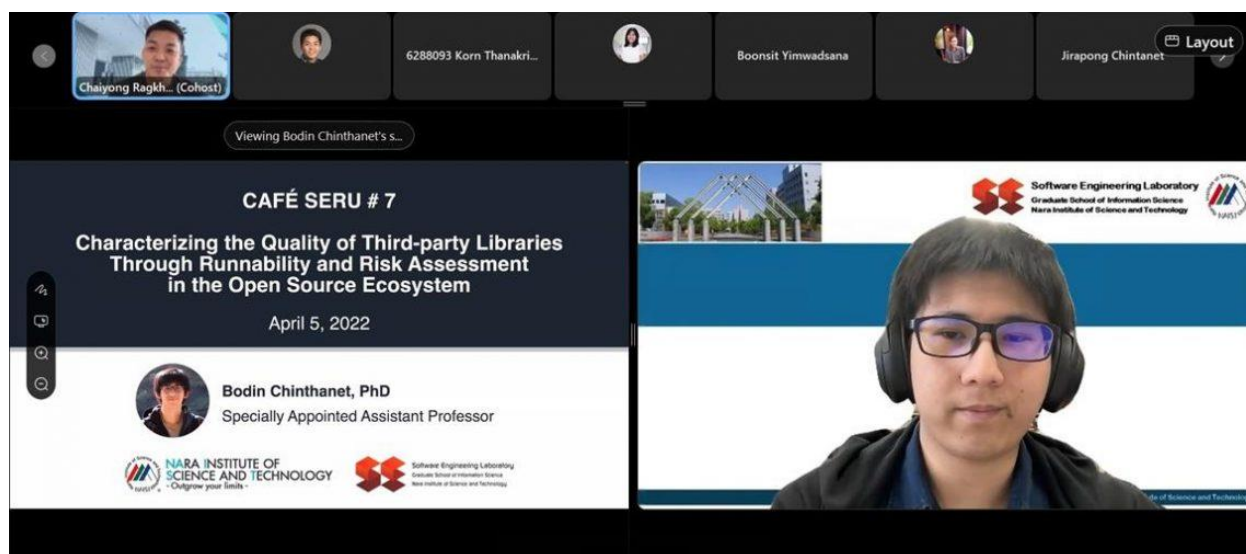 6288093 Korn Thanakri...
Boonsit Yimwadsana
Jirapong Chintanet
Layout
Chaiyong Ragkh... (Cohost)
Viewing Bodin Chinthanet's s...
CAFÉ SERU # 7
Characterizing the Quality of Third-party Libraries
Through Runnability and Risk Assessment
in the Open Source Ecosystem
April 5, 2022
Bodin Chinthanet, PhD
Specially Appointed Assistant Professor
NARA INSTITUTE OF
SCIENCE AND TECHNOLOGY
- Outgrow your limits -
Software Engineering Laboratory
Graduate School of Information Science
Nara Institute of Science and Technology
Software Engineering Laboratory
Graduate School of Information Science
Nara Institute of Science and Technology
of Science and Technolo